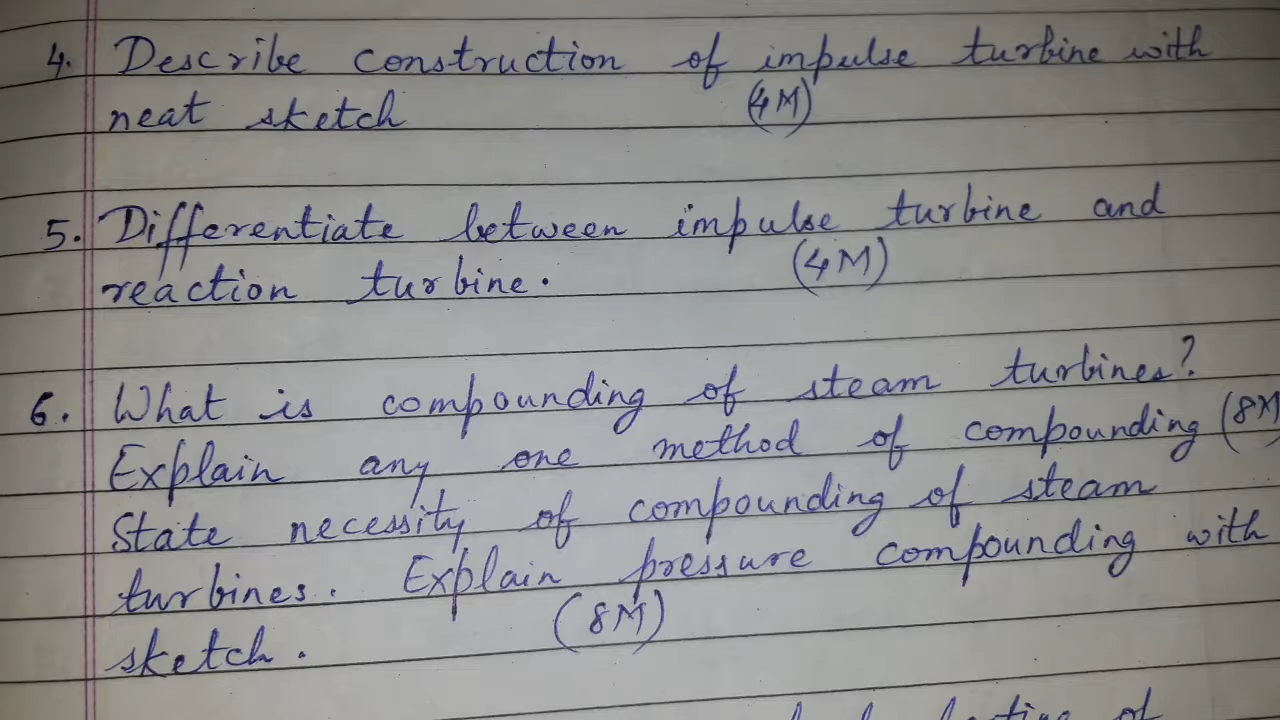 4. Describe construction of impulse turbine with
neat sketch (4M)
5. Differentiate between impulse turbine and
reaction turbine. (4M)
6. What is compounding of steam turbines?
Explain any one method of compounding (8M
State necessity of compounding of steam
turbines. Explain pressure compounding with
sketch. (8M)
of